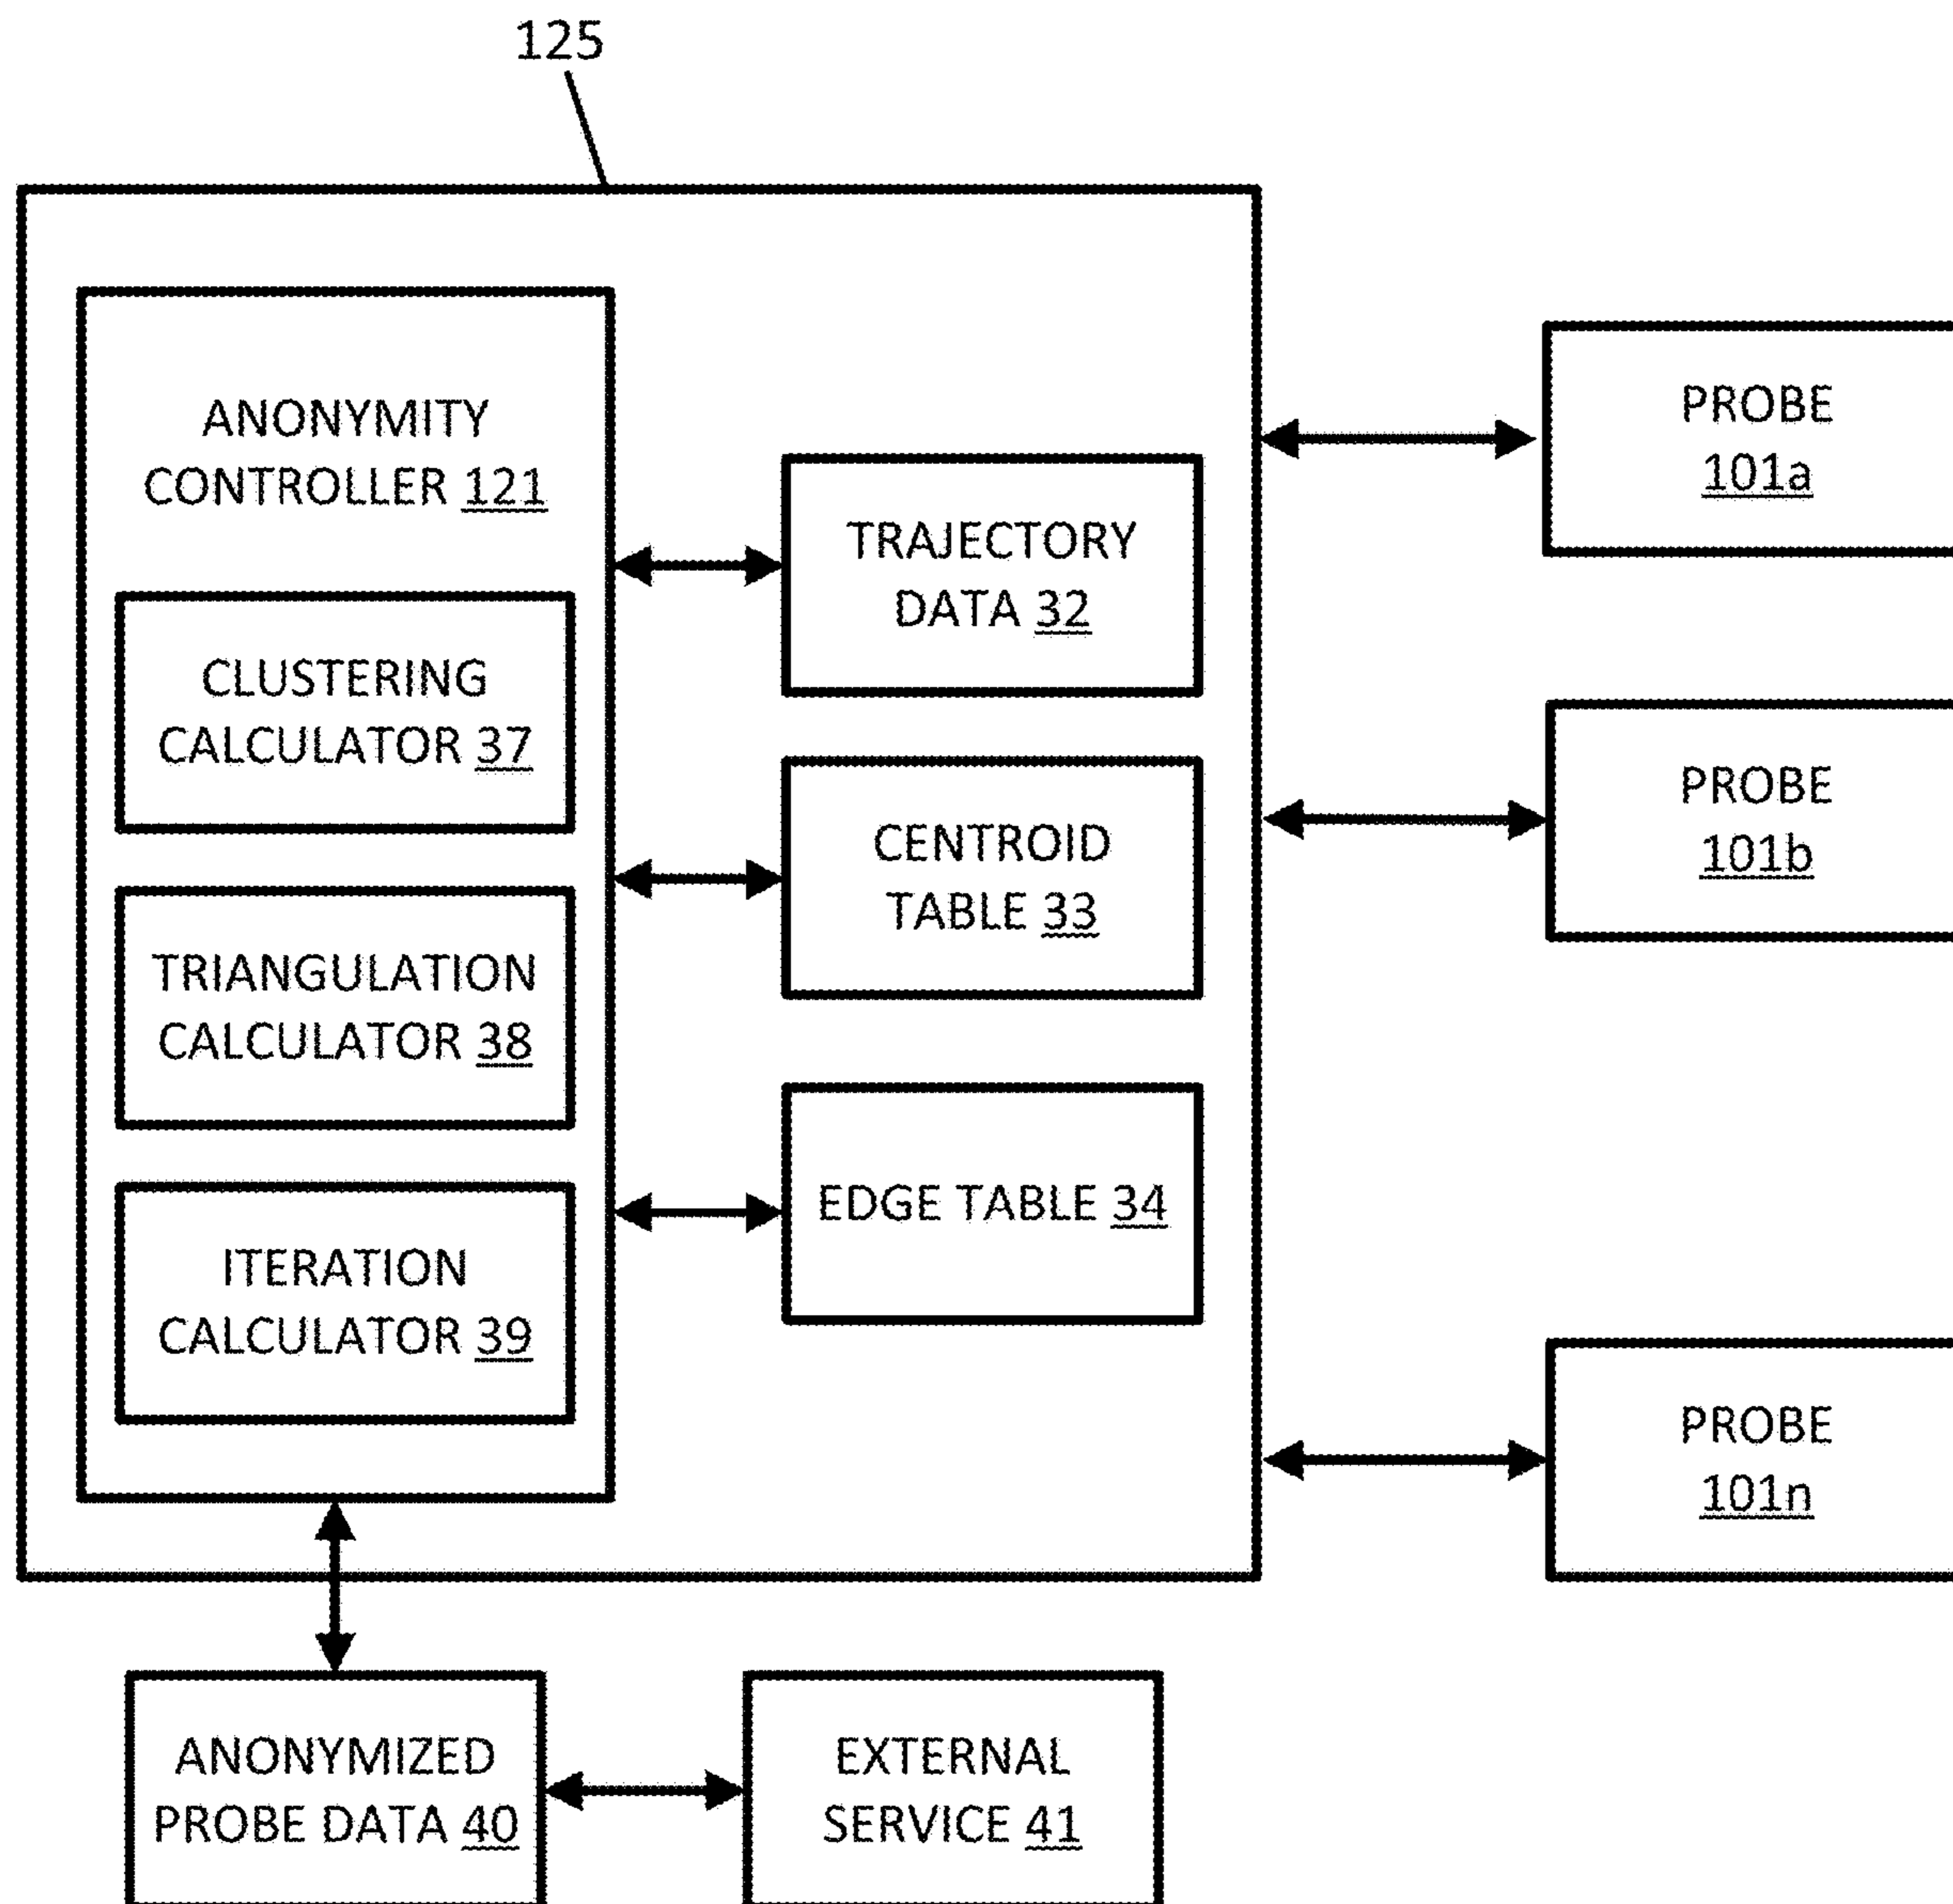 125
ANONYMITY
CONTROLLER 121
CLUSTERING
CALCULATOR 37
TRIANGULATION
CALCULATOR 38
ITERATION
CALCULATOR 39
TRAJECTORY
DATA 32
CENTROID
TABLE 33
EDGE TABLE 34
PROBE
101a
PROBE
101b
PROBE
101n
ANONYMIZED
PROBE DATA 40
EXTERNAL
SERVICE 41